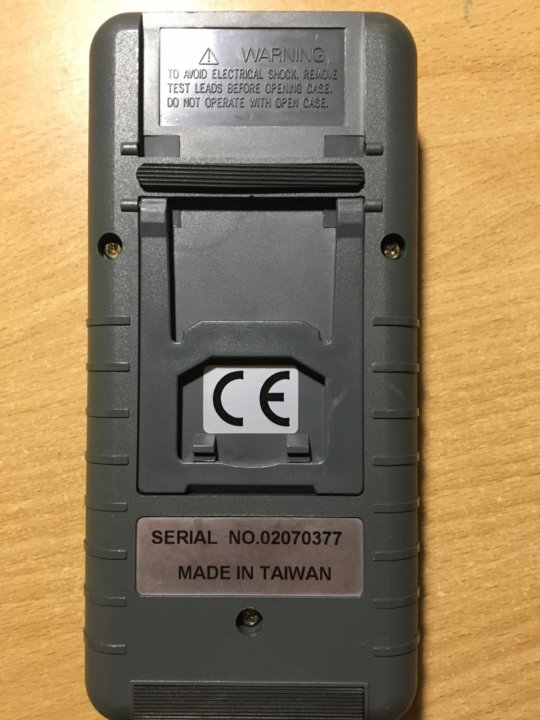 WARNING
TO AVOID ELECTRICAL SHOCK, REMOVE
TEST LEADS BEFORE OPENING CASE.
DO NOT OPERATE WITH OPEN CASE.
CE
SERIAL NO.02070377
MADE IN TAIWAN